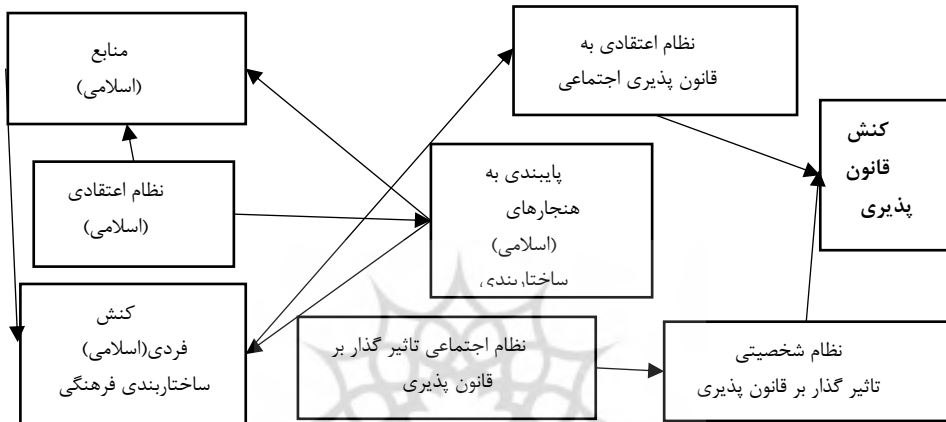 منابع
(اسلامی)
نظام اعتقادی به
قانون پذیری اجتماعی
کنش
قانون
پذیری
پایبندی به
هنجارهای
(اسلامی)
ساختاربندی
نظام اعتقادی
(اسلامی)
کنش
فردی(اسلامی)
ساختاربندی فرهنگی
نظام اجتماعی تاثیر گذار بر
قانون پذیری
نظام شخصیتی
تاثیر گذار بر قانون پذیری